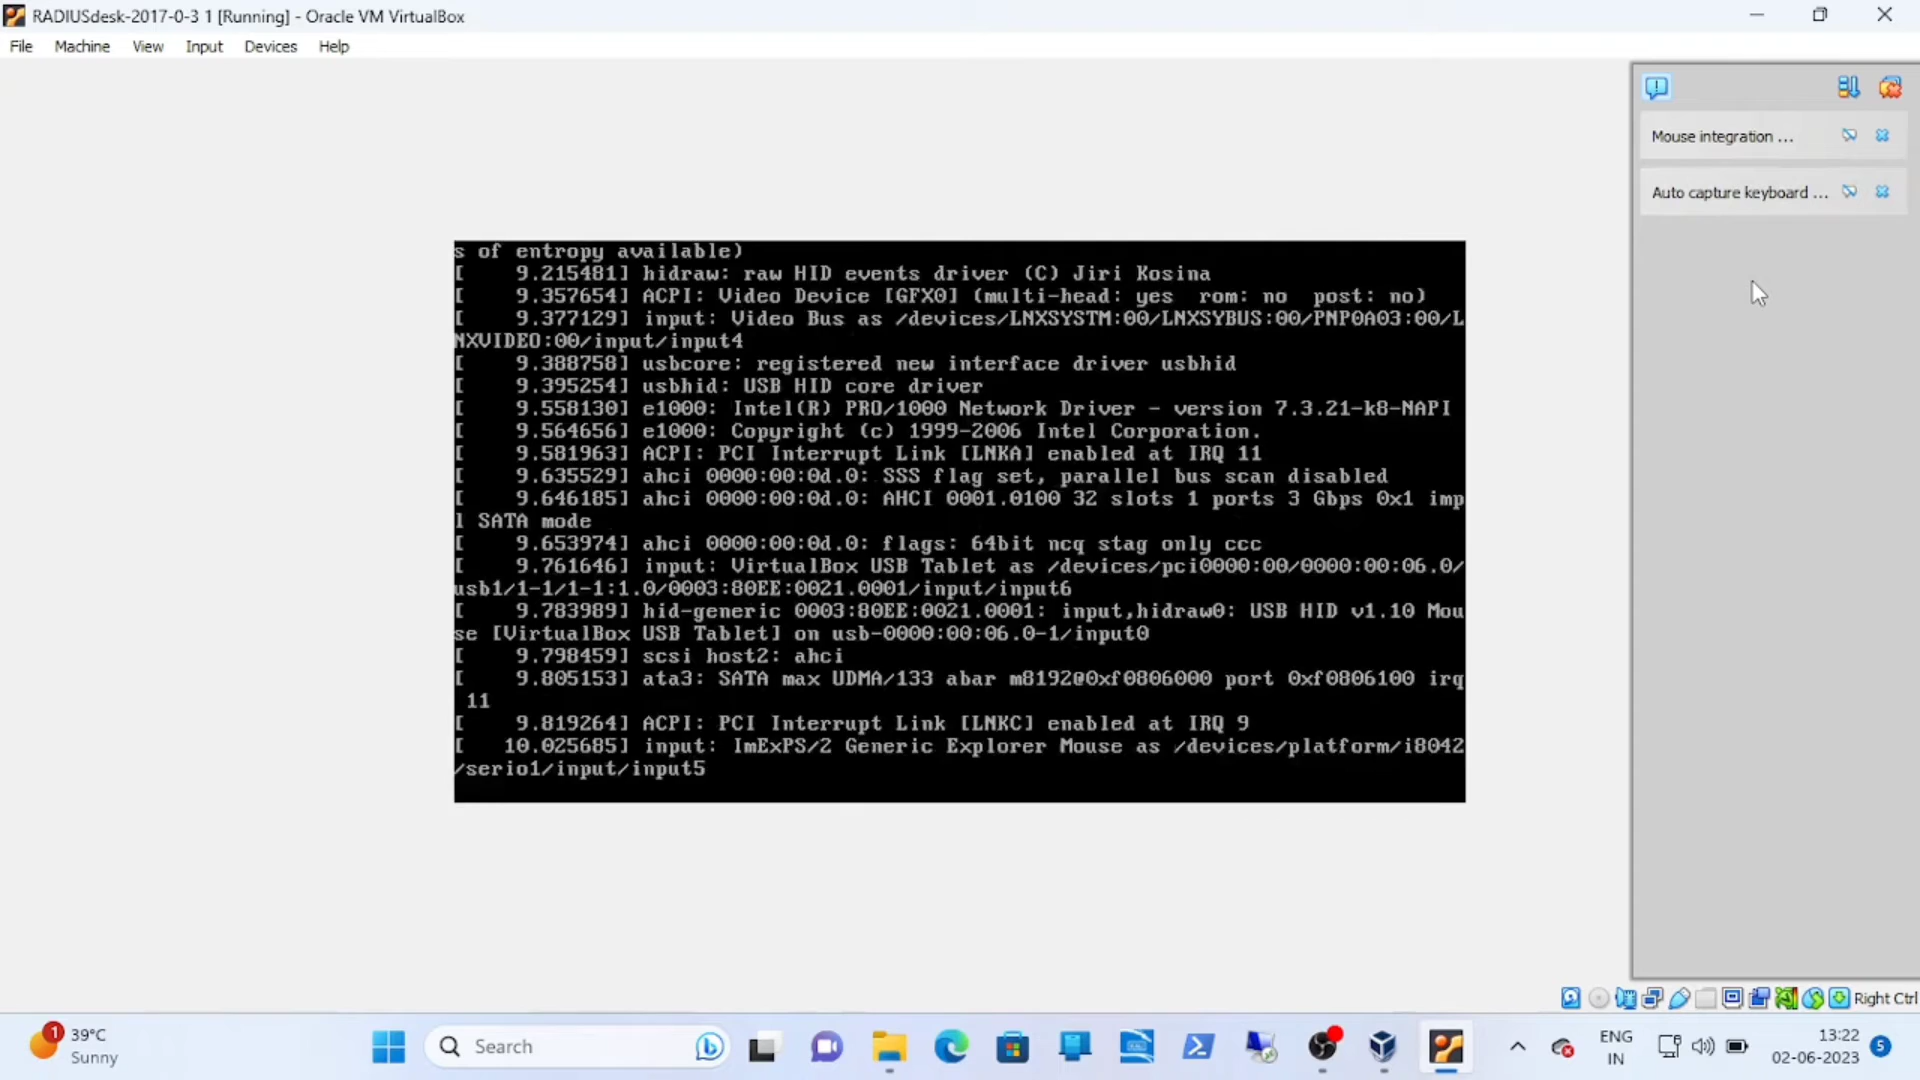 RADIUSdesk-2017-0-3 1 [Running] - Oracle VM VirtualBox
File Machine View Input Devices Help
Mouse integration ...
Auto capture keyboard ...
s of entropy available)
[    9.215481] hidraw: raw HID events driver (C) Jiri Kosina
[    9.357654] ACPI: Video Device [GFX0] (multi-head: yes  rom: no  post: no)
[    9.377129] input: Video Bus as /devices/LNXSYSTM:00/LNXSYBUS:00/PNP0A03:00/L
NXVIDEO:00/input/input4
[    9.388758] usbcore: registered new interface driver usbhid
[    9.395254] usbhid: USB HID core driver
[    9.558130] e1000: Intel(R) PRO/1000 Network Driver - version 7.3.21-k8-NAPI
[    9.564656] e1000: Copyright (c) 1999-2006 Intel Corporation.
[    9.581963] ACPI: PCI Interrupt Link [LNKA] enabled at IRQ 11
[    9.635529] ahci 0000:00:0d.0: SSS flag set, parallel bus scan disabled
[    9.646185] ahci 0000:00:0d.0: AHCI 0001.0100 32 slots 1 ports 3 Gbps 0x1 imp
l SATA mode
[    9.653974] ahci 0000:00:0d.0: flags: 64bit ncq stag only ccc
[    9.761646] input: VirtualBox USB Tablet as /devices/pci0000:00/0000:00:06.0/
usb1/1-1/1-1:1.0/0003:80EE:0021.0001/input/input6
[    9.783989] hid-generic 0003:80EE:0021.0001: input,hidraw0: USB HID v1.10 Mou
se [VirtualBox USB Tablet] on usb-0000:00:06.0-1/input0
[    9.798459] scsi host2: ahci
[    9.805153] ata3: SATA max UDMA/133 abar m8192@0xf0806000 port 0xf0806100 irq
 11
[    9.819264] ACPI: PCI Interrupt Link [LNKC] enabled at IRQ 9
[   10.025685] input: ImExPS/2 Generic Explorer Mouse as /devices/platform/i8042
/serio1/input/input5
Right Ctrl
1
39°C
Sunny
Search
ENG
IN
13:22
02-06-2023
5